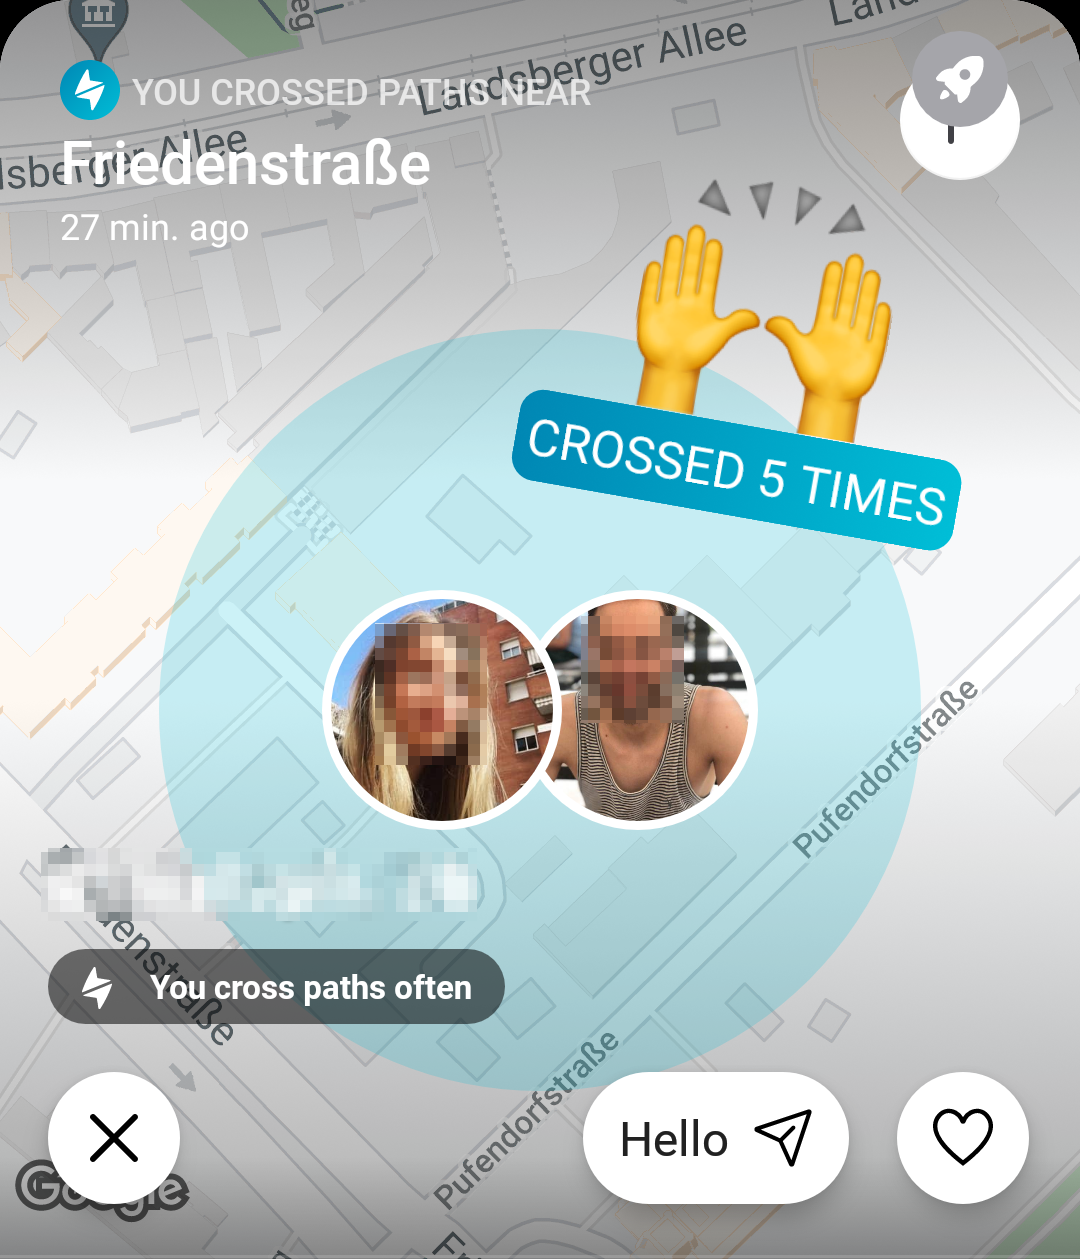 Landsberger Allee
YOU CROSSED PATHS NEAR
Friedenstraße
27 min. ago
CROSSED 5 TIMES
Pufendorfstraße
You cross paths often
Pufendorfstraße
Hello
Google